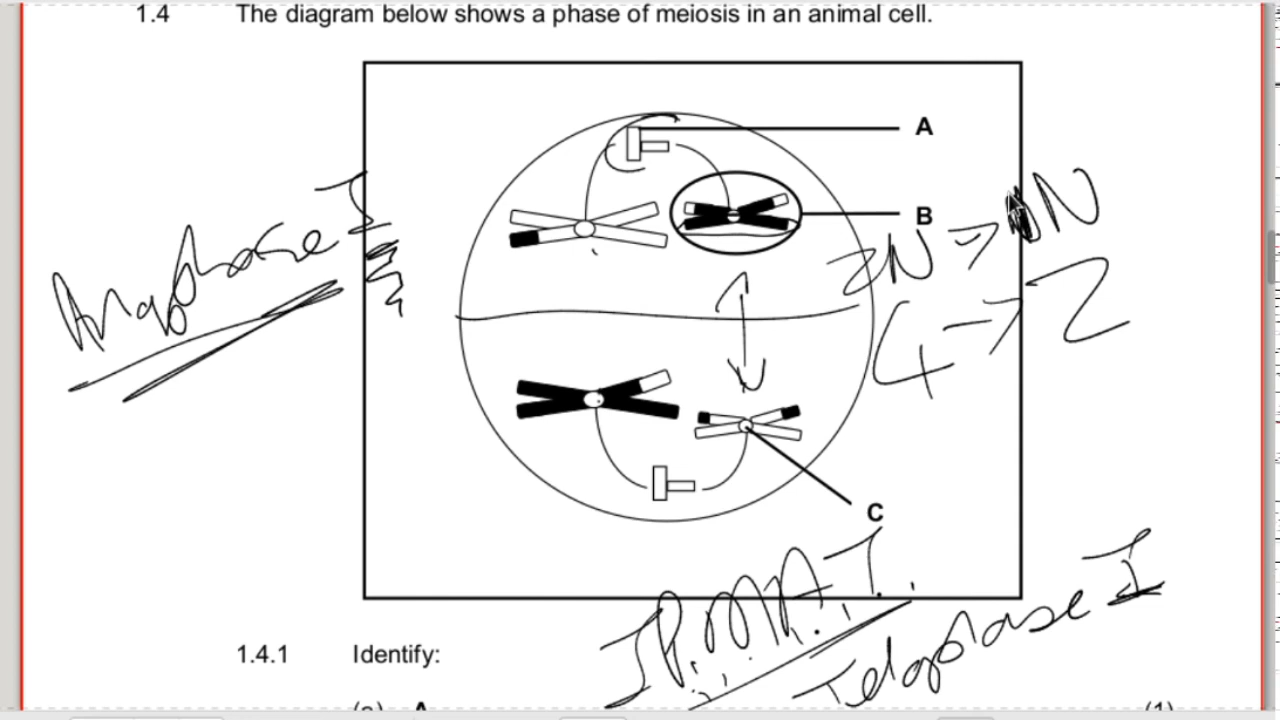 1.4 The diagram below shows a phase of meiosis in an animal cell.
A
B
2N → N
4 → 2
Anaphase I
C
I.P.M.A.T.
Telophase I
1.4.1 Identify:
(a) A (1)